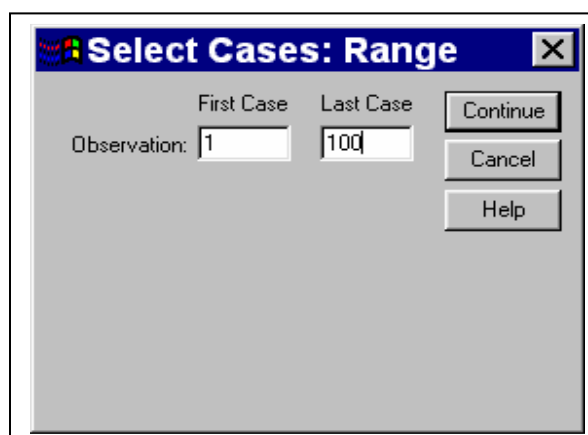 Select Cases: Range
First Case Last Case
Observation: 1 100
Continue
Cancel
Help